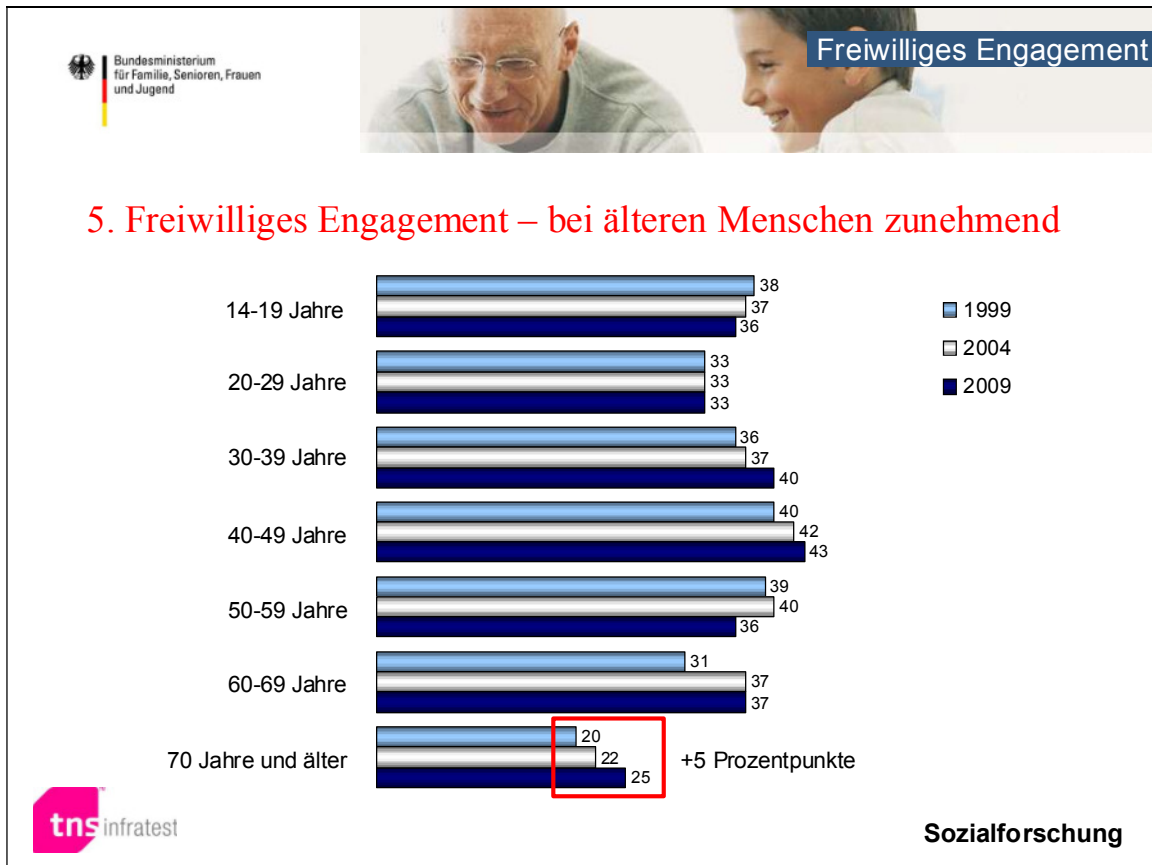 Bundesministerium
für Familie, Senioren, Frauen
und Jugend
Freiwilliges Engagement
5. Freiwilliges Engagement – bei älteren Menschen zunehmend
14-19 Jahre
38
37
36
20-29 Jahre
33
33
33
30-39 Jahre
36
37
40
40-49 Jahre
40
42
43
50-59 Jahre
39
40
36
60-69 Jahre
31
37
37
70 Jahre und älter
20
22
25
+5 Prozentpunkte
1999
2004
2009
tns infratest
Sozialforschung